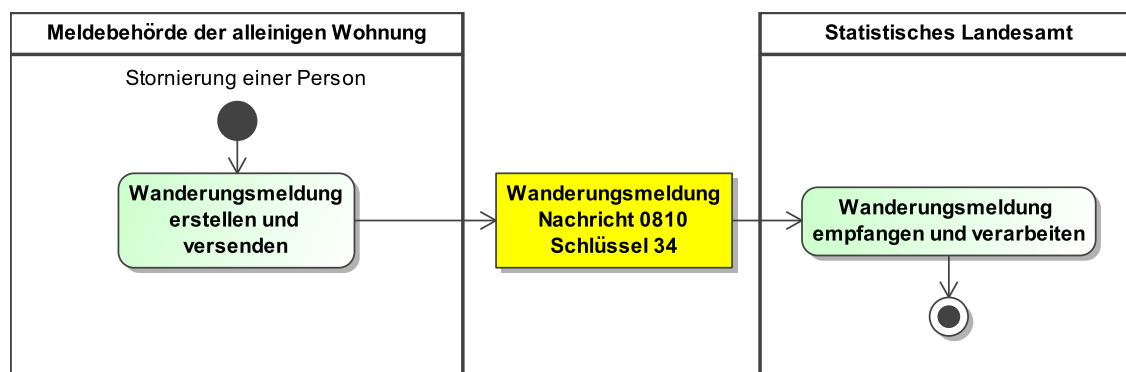 Meldebehörde der alleinigen Wohnung
Statistisches Landesamt
Stornierung einer Person
Wanderungsmeldung
erstellen und
versenden
Wanderungsmeldung
Nachricht 0810
Schlüssel 34
Wanderungsmeldung
empfangen und verarbeiten